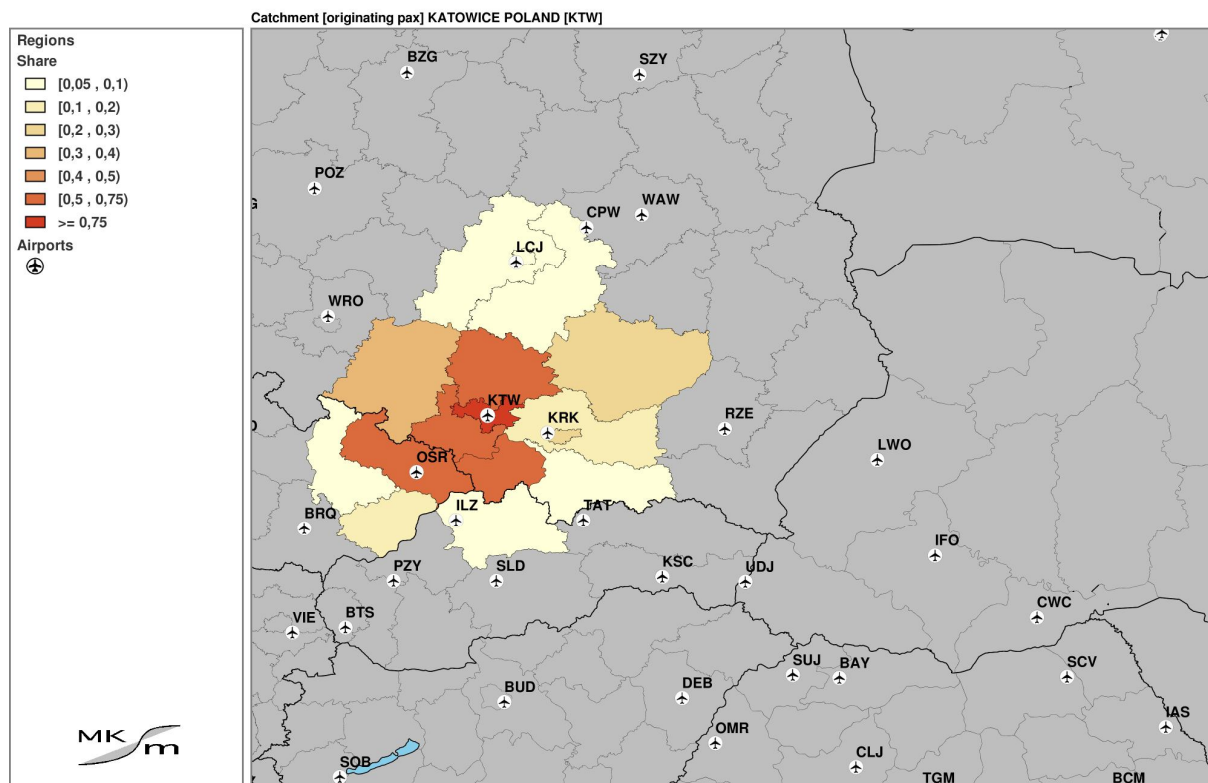 Catchment [originating pax] KATOWICE POLAND [KTW]
Regions
Share
[0,05 , 0,1)
[0,1 , 0,2)
[0,2 , 0,3)
[0,3 , 0,4)
[0,4 , 0,5)
[0,5 , 0,75)
>= 0,75
Airports
BZG
SZY
POZ
WAW
CPW
LCJ
WRO
KTW
KRK
RZE
LWO
OSR
BRQ
ILZ
TAT
IFO
PZY
SLD
KSC
UDJ
CWC
VIE
BTS
SUJ
BAY
SCV
BUD
DEB
IAS
OMR
SOB
CLJ
TGM
BCM
MK
m